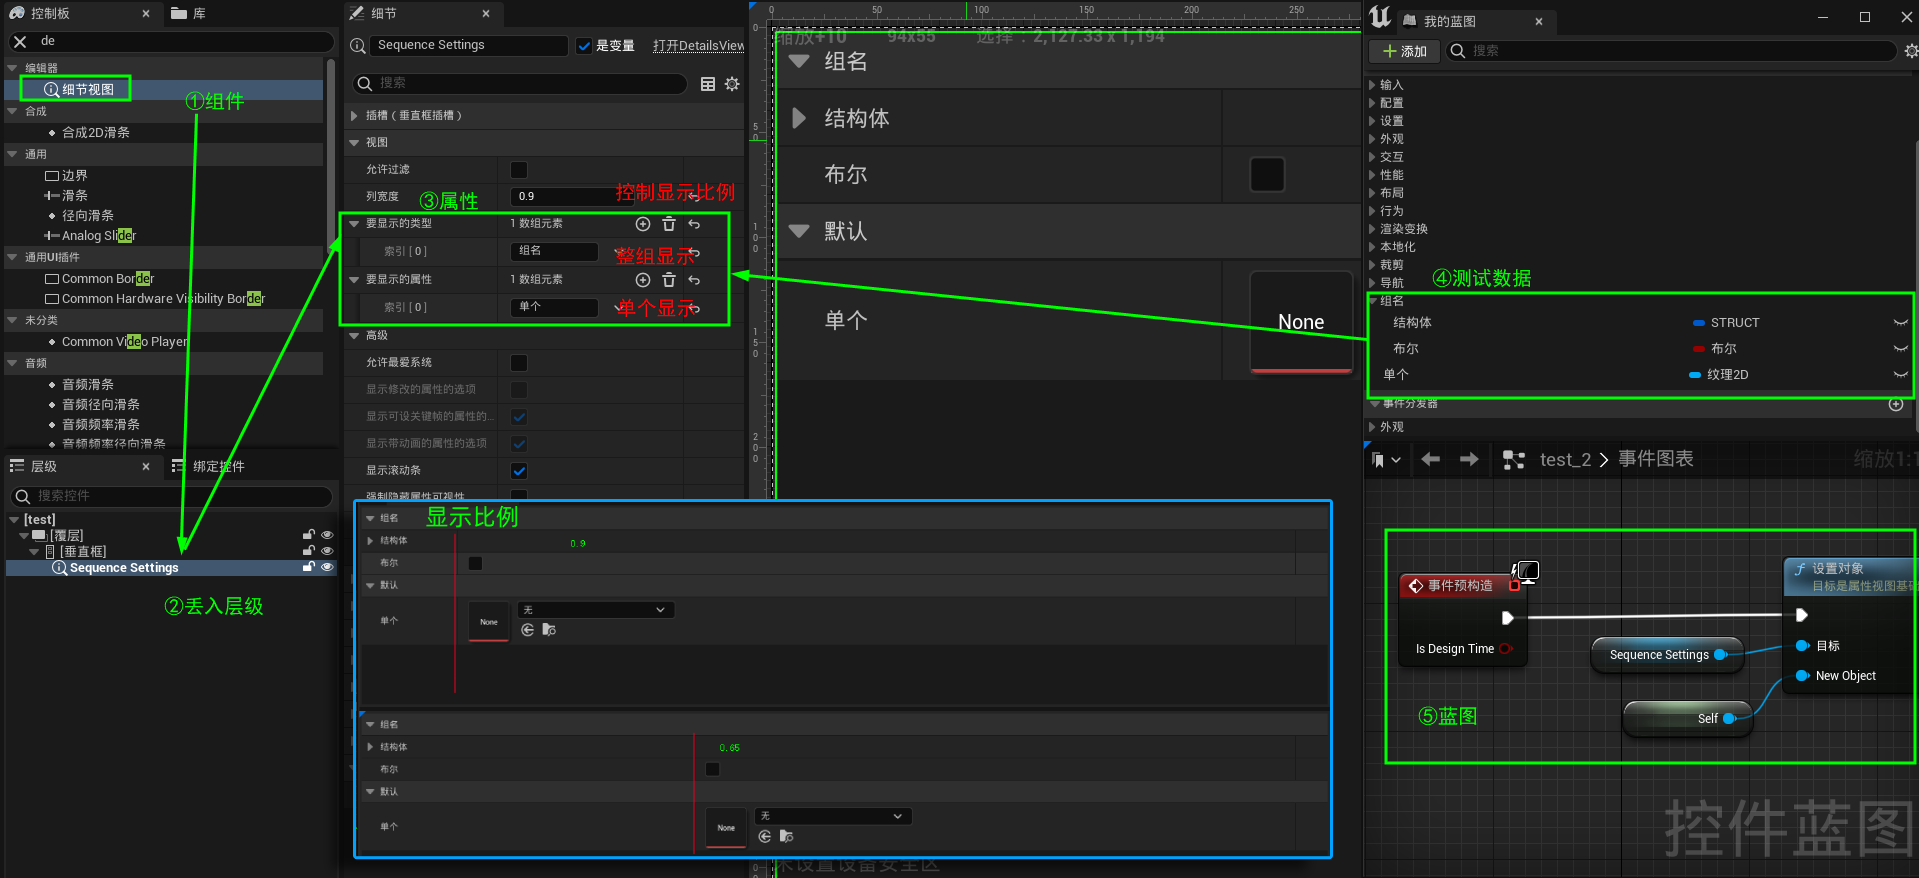 控制板
库
de
编辑器
细节视图
①组件
合成
合成2D滑条
通用
边界
滑条
径向滑条
Analog Slider
通用UI插件
Common Border
Common Hardware Visibility Border
未分类
Common Video Player
音频
音频滑条
音频径向滑条
音频频率滑条
音频频率径向滑条
层级
绑定控件
搜索控件
[test]
[覆层]
[垂直框]
Sequence Settings
②丢入层级
细节
Sequence Settings
是变量
打开DetailsView
搜索
插槽 ( 垂直框插槽 )
视图
允许过滤
列宽度
0.9
控制显示比例
③属性
要显示的类型
1 数组元素
索引 [ 0 ]
组名
整组显示
要显示的属性
1 数组元素
索引 [ 0 ]
单个
单个显示
高级
允许最爱系统
显示修改的属性的选项
显示可设关键帧的属性的...
显示带动画的属性的选项
显示滚动条
强制隐藏属性可视性
0
50
100
150
200
250
缩放+10
94x55
选择：2,127.33 x 1,194
组名
结构体
布尔
默认
单个
None
显示比例
组名
结构体
0.9
布尔
默认
单个
None
无
组名
结构体
0.65
布尔
默认
单个
None
无
未设置设备安全区
我的蓝图
添加
搜索
输入
配置
设置
外观
交互
性能
布局
行为
渲染变换
本地化
裁剪
导航
④测试数据
组名
结构体
STRUCT
布尔
布尔
单个
纹理2D
事件分发器
外观
test_2
事件图表
缩放1:1
事件预构造
Is Design Time
Sequence Settings
Self
设置对象
目标是属性视图基础
目标
New Object
⑤蓝图
控件蓝图